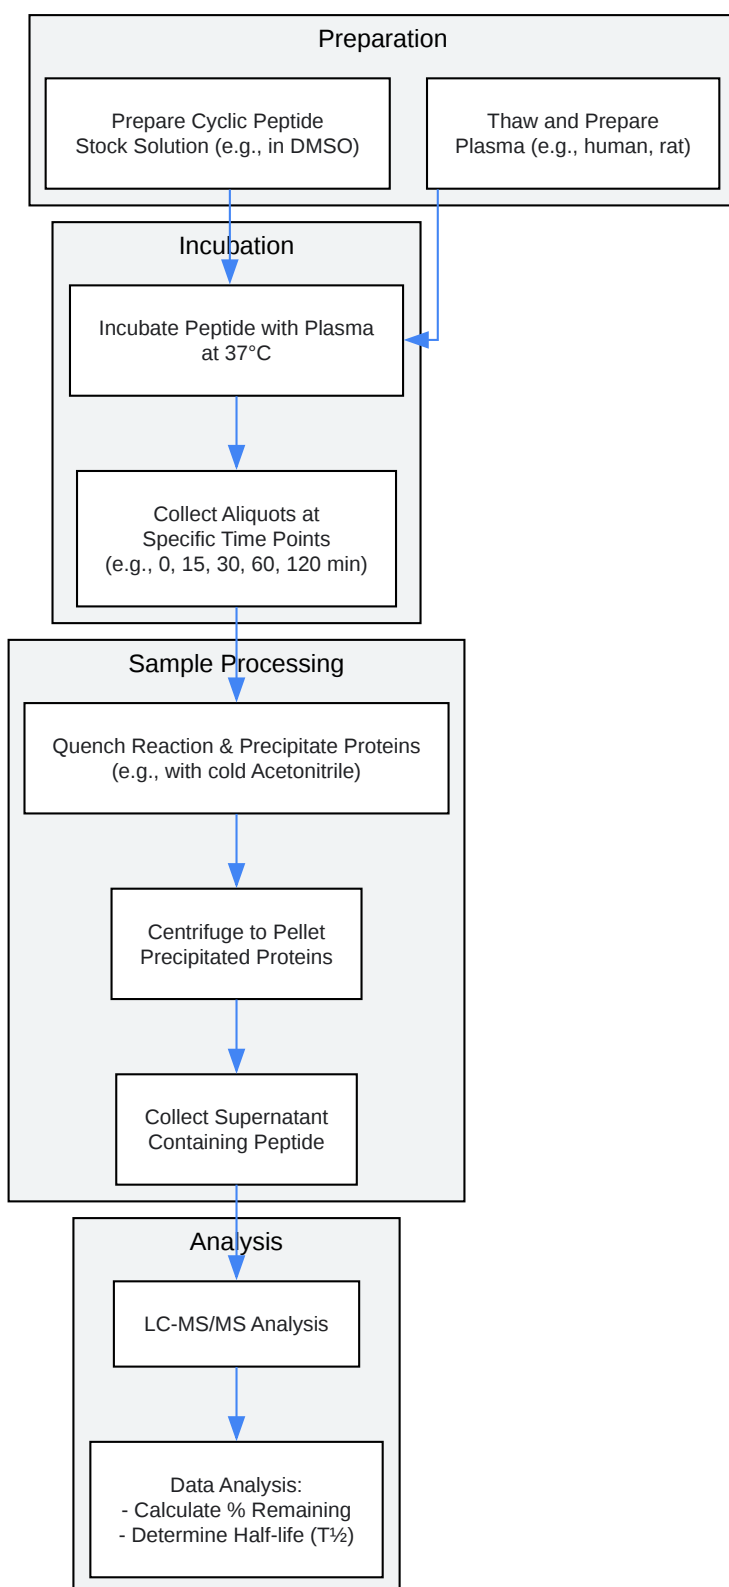 Preparation
Prepare Cyclic Peptide
Stock Solution (e.g., in DMSO)
Thaw and Prepare
Plasma (e.g., human, rat)
Incubation
Incubate Peptide with Plasma
at 37°C
Collect Aliquots at
Specific Time Points
(e.g., 0, 15, 30, 60, 120 min)
Sample Processing
Quench Reaction & Precipitate Proteins
(e.g., with cold Acetonitrile)
Centrifuge to Pellet
Precipitated Proteins
Collect Supernatant
Containing Peptide
Analysis
LC-MS/MS Analysis
Data Analysis:
- Calculate % Remaining
- Determine Half-life (T½)